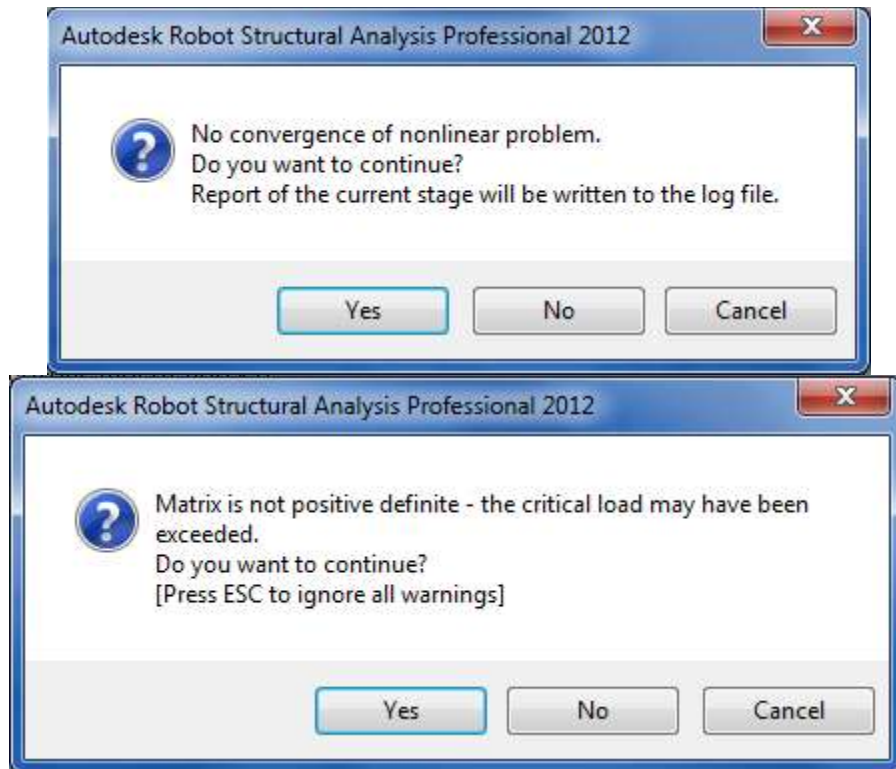 Autodesk Robot Structural Analysis Professional 2012
No convergence of nonlinear problem.
Do you want to continue?
Report of the current stage will be written to the log file.
Yes No Cancel
Autodesk Robot Structural Analysis Professional 2012
Matrix is not positive definite - the critical load may have been
exceeded.
Do you want to continue?
[Press ESC to ignore all warnings]
Yes No Cancel